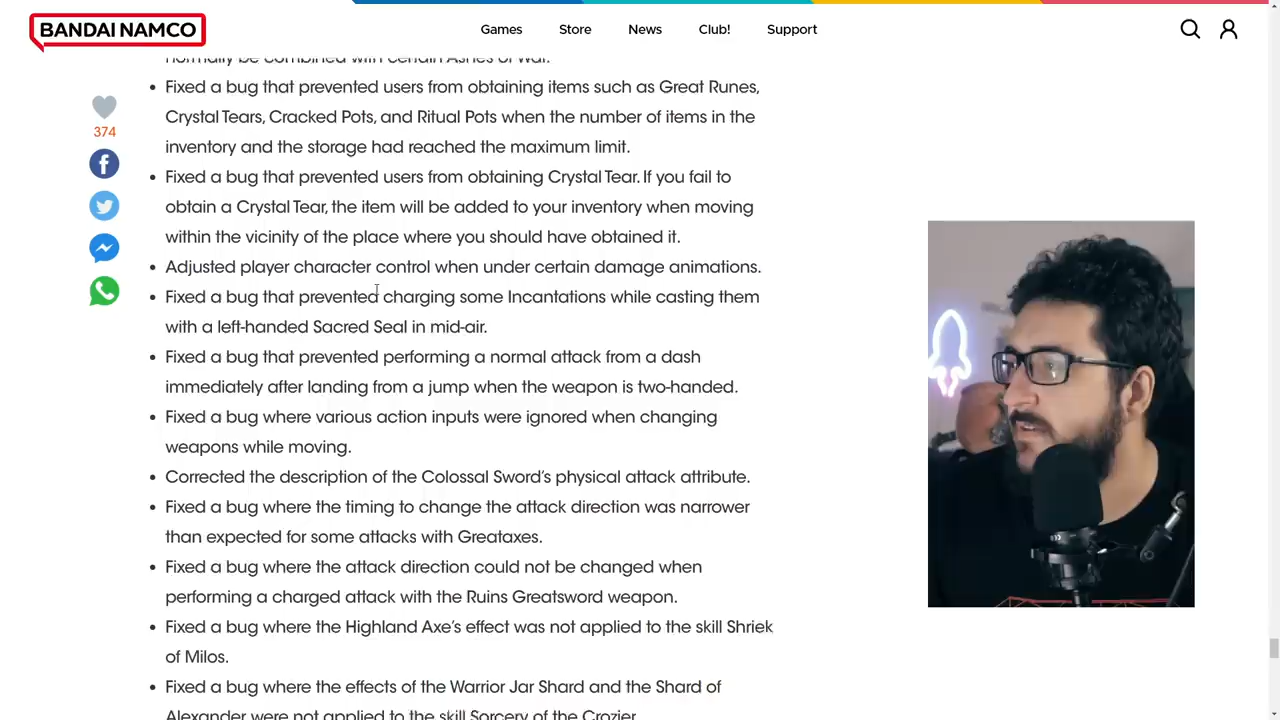 BANDAI NAMCO
Games
Store
News
Club!
Support
normally be combined with certain Ashes of War.
374
• Fixed a bug that prevented users from obtaining items such as Great Runes,
Crystal Tears, Cracked Pots, and Ritual Pots when the number of items in the
inventory and the storage had reached the maximum limit.
• Fixed a bug that prevented users from obtaining Crystal Tear. If you fail to
obtain a Crystal Tear, the item will be added to your inventory when moving
within the vicinity of the place where you should have obtained it.
• Adjusted player character control when under certain damage animations.
• Fixed a bug that prevented charging some Incantations while casting them
with a left-handed Sacred Seal in mid-air.
• Fixed a bug that prevented performing a normal attack from a dash
immediately after landing from a jump when the weapon is two-handed.
• Fixed a bug where various action inputs were ignored when changing
weapons while moving.
• Corrected the description of the Colossal Sword's physical attack attribute.
• Fixed a bug where the timing to change the attack direction was narrower
than expected for some attacks with Greataxes.
• Fixed a bug where the attack direction could not be changed when
performing a charged attack with the Ruins Greatsword weapon.
• Fixed a bug where the Highland Axe's effect was not applied to the skill Shriek
of Milos.
• Fixed a bug where the effects of the Warrior Jar Shard and the Shard of
Alexander were not applied to the skill Sorcery of the Crozier.